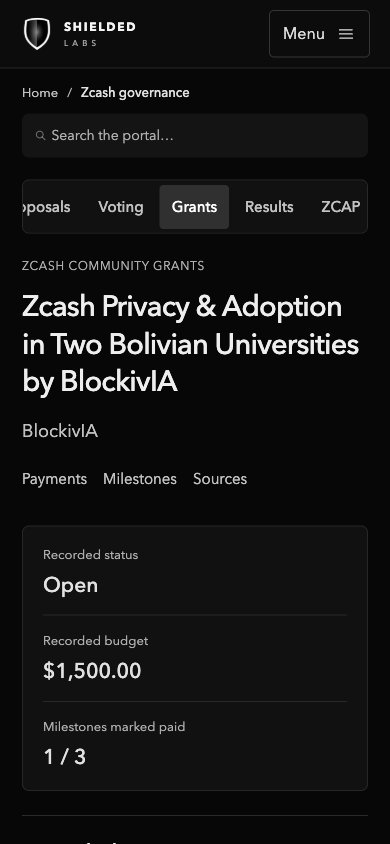 SHIELDED
LABS
Menu
Home / Zcash governance
Search the portal...
posals Voting Grants Results ZCAP
ZCASH COMMUNITY GRANTS
Zcash Privacy & Adoption
in Two Bolivian Universities
by BlockivIA
BlockivIA
Payments Milestones Sources
Recorded status
Open
Recorded budget
$1,500.00
Milestones marked paid
1 / 3